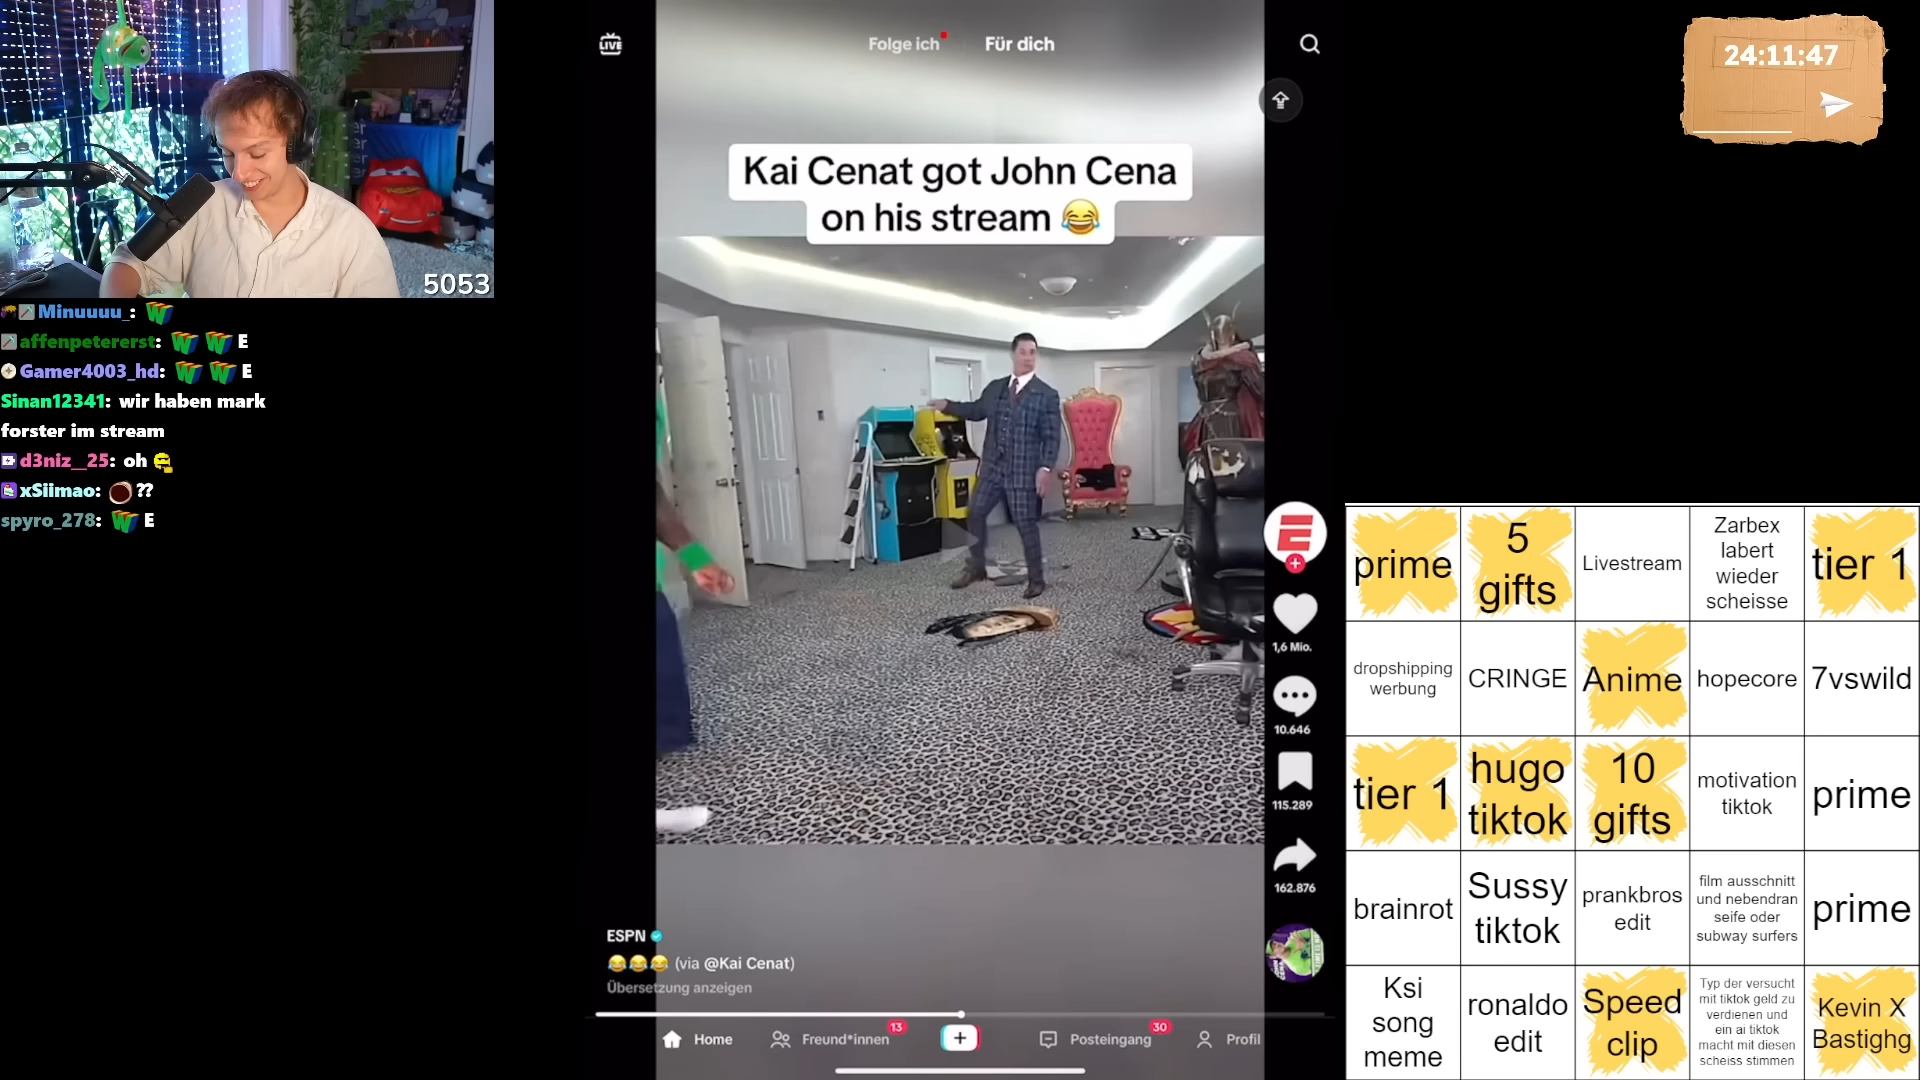 5053
Minuuuu_:
affenpetererst: E
Gamer4003_hd: E
Sinan12341: wir haben mark
forster im stream
d3niz__25: oh
xSiimao: ??
spyro_278: E
LIVE
Folge ich
Für dich
Kai Cenat got John Cena
on his stream 😂
1,6 Mio.
10.646
115.289
162.876
ESPN
😂😂😂 (via @Kai Cenat)
Übersetzung anzeigen
Home
Freund*innen
13
Posteingang
30
Profil
24:11:47
prime
5
gifts
Livestream
Zarbex
labert
wieder
scheisse
tier 1
dropshipping
werbung
CRINGE
Anime
hopecore
7vswild
tier 1
hugo
tiktok
10
gifts
motivation
tiktok
prime
brainrot
Sussy
tiktok
prankbros
edit
film ausschnitt
und nebendran
seife oder
subway surfers
prime
Ksi
song
meme
ronaldo
edit
Speed
clip
Typ der versucht
mit tiktok geld zu
verdienen und
ein ai tiktok
macht mit diesen
scheiss stimmen
Kevin X
Bastighg